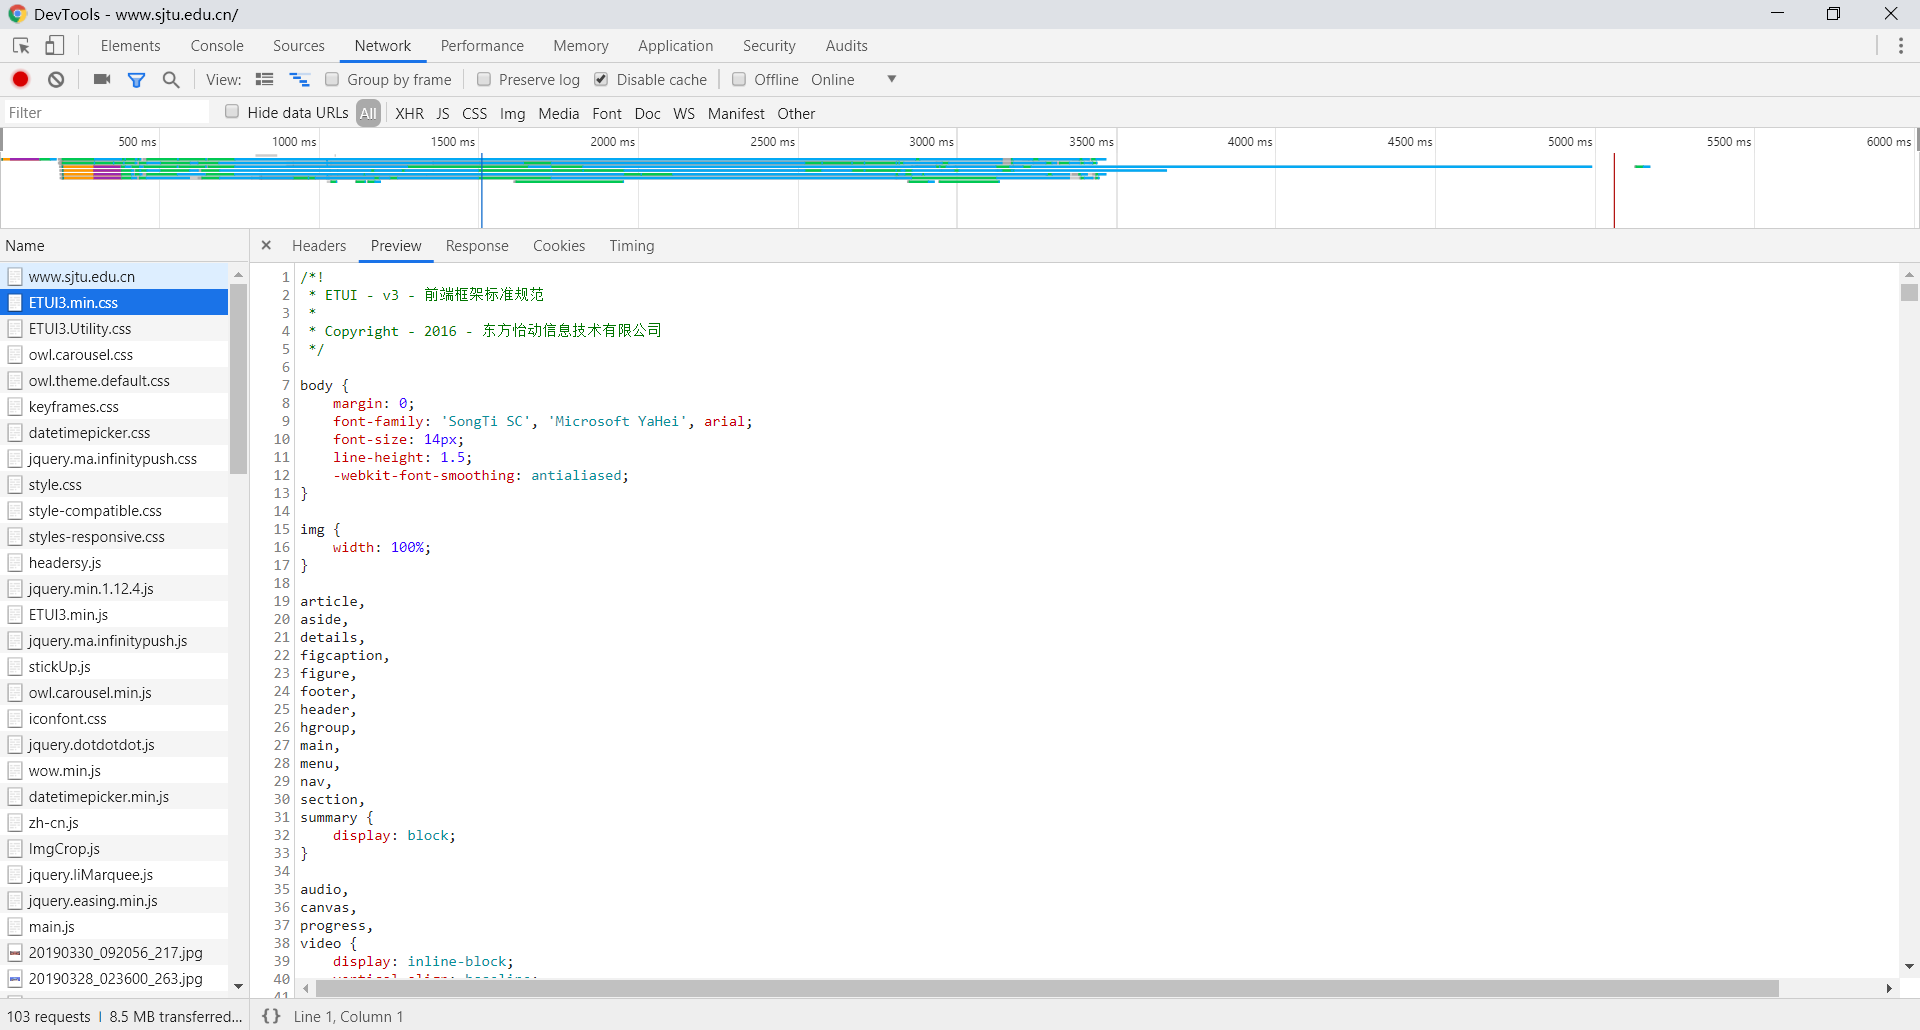 DevTools - www.sjtu.edu.cn/
Elements Console Sources Network Performance Memory Application Security Audits
View: Group by frame Preserve log Disable cache Offline Online
Filter Hide data URLs All XHR JS CSS Img Media Font Doc WS Manifest Other
500 ms 1000 ms 1500 ms 2000 ms 2500 ms 3000 ms 3500 ms 4000 ms 4500 ms 5000 ms 5500 ms 6000 ms
Name
www.sjtu.edu.cn
ETUI3.min.css
ETUI3.Utility.css
owl.carousel.css
owl.theme.default.css
keyframes.css
datetimepicker.css
jquery.ma.infinitypush.css
style.css
style-compatible.css
styles-responsive.css
headersy.js
jquery.min.1.12.4.js
ETUI3.min.js
jquery.ma.infinitypush.js
stickUp.js
owl.carousel.min.js
iconfont.css
jquery.dotdotdot.js
wow.min.js
datetimepicker.min.js
zh-cn.js
ImgCrop.js
jquery.liMarquee.js
jquery.easing.min.js
main.js
20190330_092056_217.jpg
20190328_023600_263.jpg
103 requests | 8.5 MB transferred...
× Headers Preview Response Cookies Timing
1 /*!
2 * ETUI - v3 - 前端框架标准规范
3 *
4 * Copyright - 2016 - 东方怡动信息技术有限公司
5 */
6
7 body {
8 margin: 0;
9 font-family: 'SongTi SC', 'Microsoft YaHei', arial;
10 font-size: 14px;
11 line-height: 1.5;
12 -webkit-font-smoothing: antialiased;
13 }
14
15 img {
16 width: 100%;
17 }
18
19 article,
20 aside,
21 details,
22 figcaption,
23 figure,
24 footer,
25 header,
26 hgroup,
27 main,
28 menu,
29 nav,
30 section,
31 summary {
32 display: block;
33 }
34
35 audio,
36 canvas,
37 progress,
38 video {
39 display: inline-block;
40 vertical-align: baseline;
41
{} Line 1, Column 1